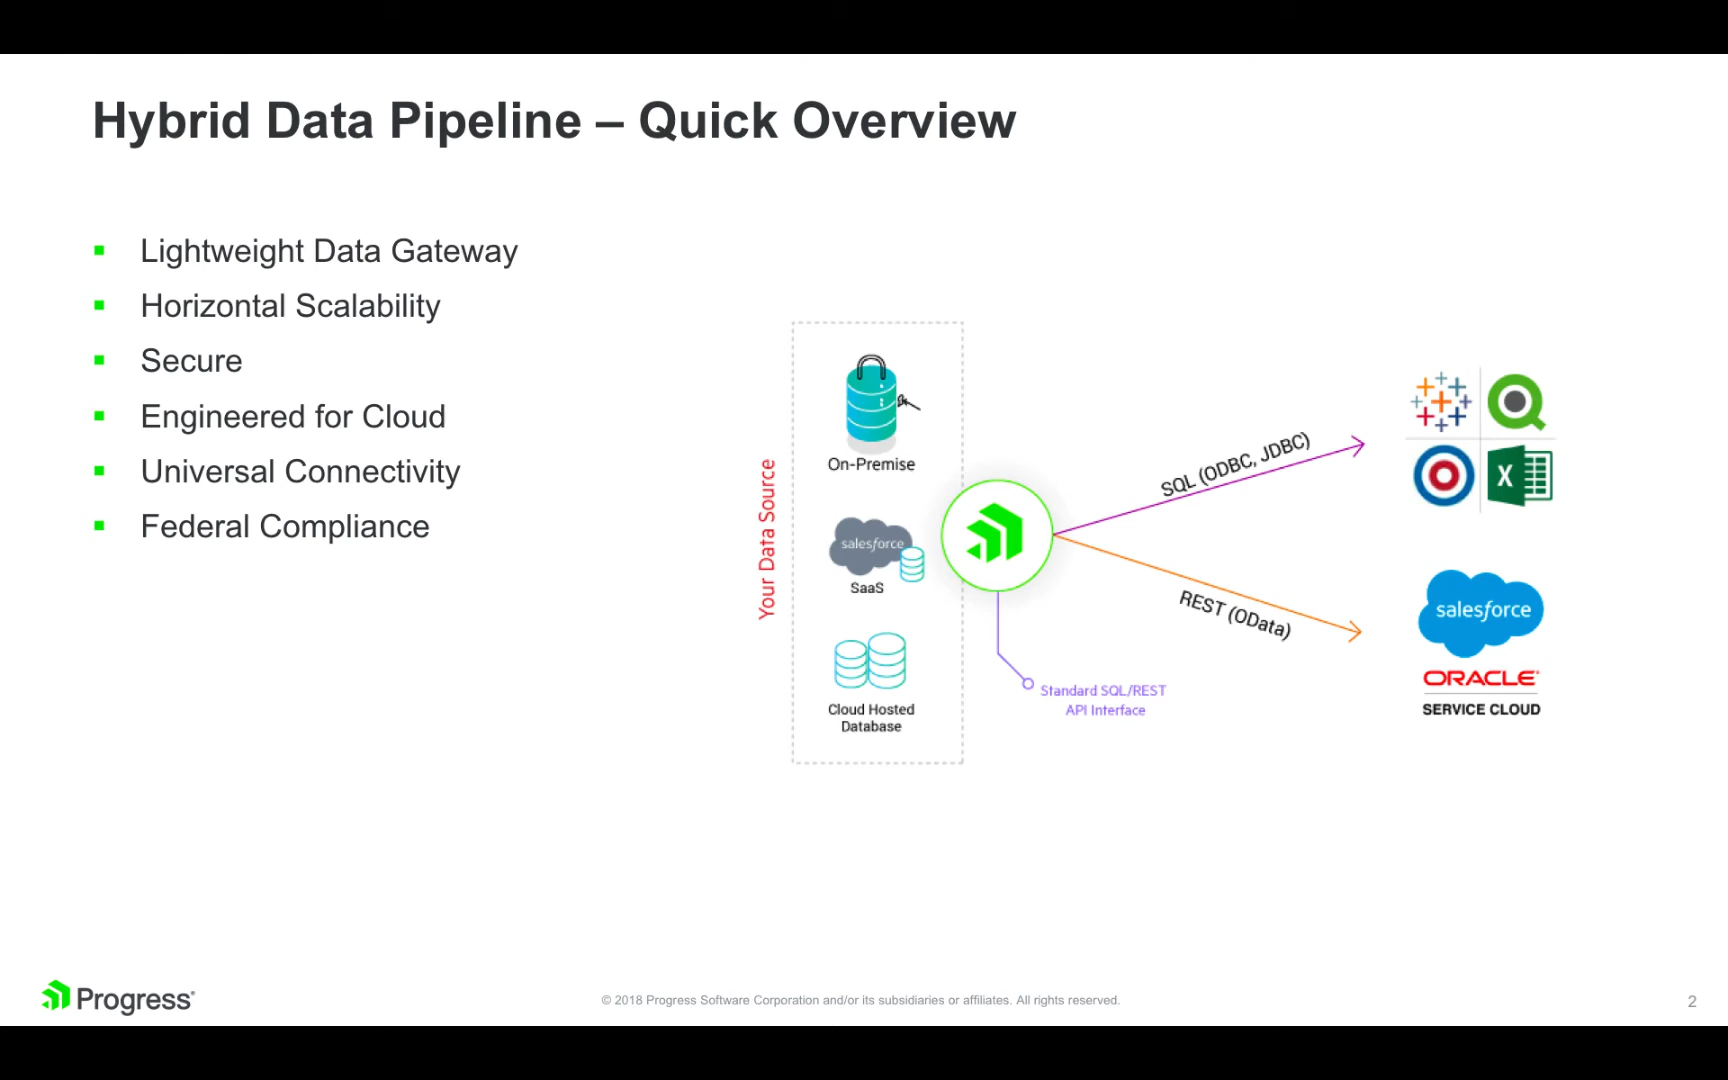 Hybrid Data Pipeline – Quick Overview
Lightweight Data Gateway
Horizontal Scalability
Secure
Engineered for Cloud
Universal Connectivity
Federal Compliance
Your Data Source
On-Premise
salesforce
SaaS
Cloud Hosted
Database
SQL (ODBC, JDBC)
REST (OData)
Standard SQL/REST
API Interface
X
salesforce
ORACLE
SERVICE CLOUD
Progress
© 2018 Progress Software Corporation and/or its subsidiaries or affiliates. All rights reserved.
2